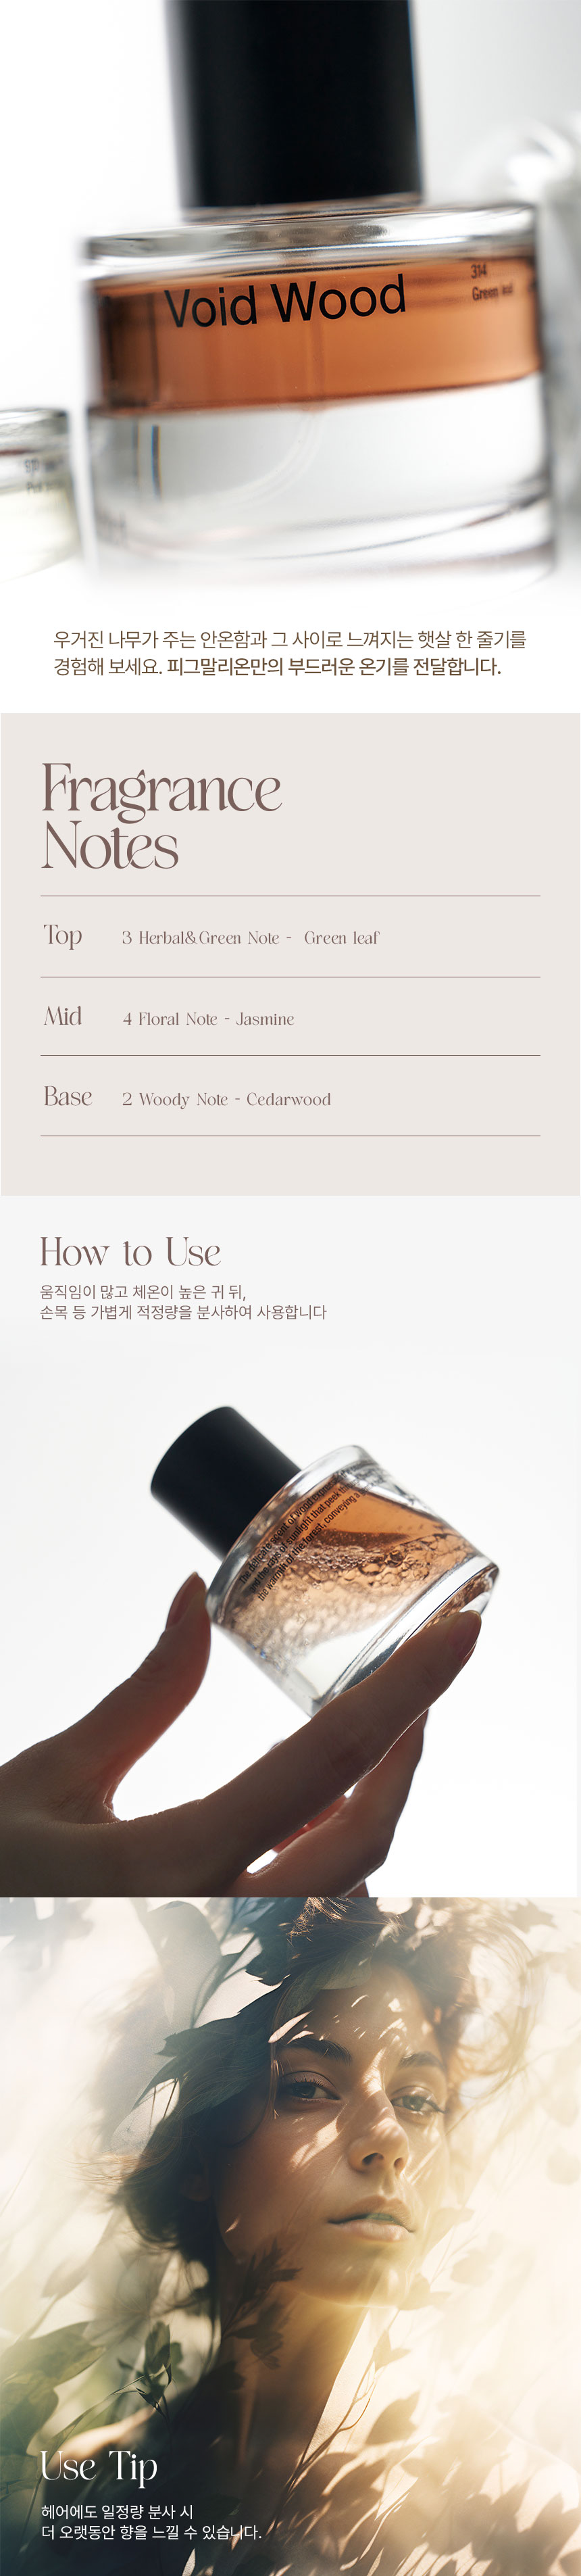 Void Wood
314
Green leaf
우거진 나무가 주는 안온함과 그 사이로 느껴지는 햇살 한 줄기를
경험해 보세요. 피그말리온만의 부드러운 온기를 전달합니다.
Fragrance
Notes
Top 3 Herbal&Green Note - Green leaf
Mid 4 Floral Note - Jasmine
Base 2 Woody Note - Cedarwood
How to Use
움직임이 많고 체온이 높은 귀 뒤,
손목 등 가볍게 적정량을 분사하여 사용합니다
The delicate scent of wood
and the rays of sunlight that peek
the warmth of the forest, conveying a
Use Tip
헤어에도 일정량 분사 시
더 오랫동안 향을 느낄 수 있습니다.